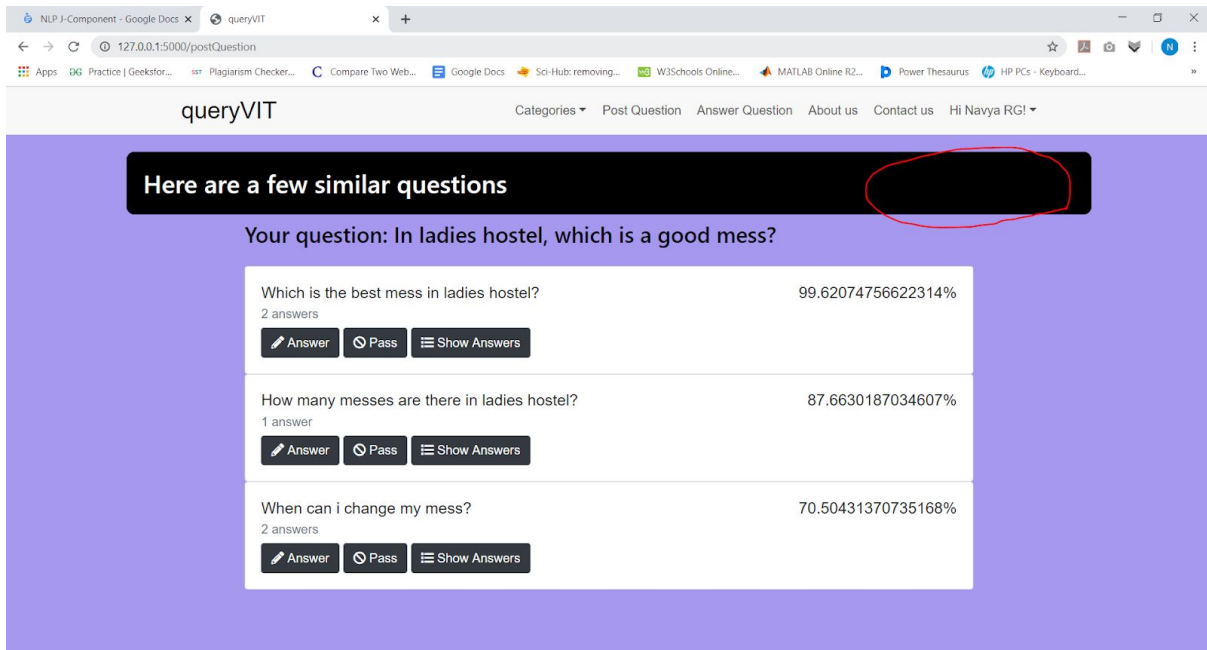 NLP J-Component - Google Docs
queryVIT
127.0.0.1:5000/postQuestion
Apps
Practice | Geeksfor...
Plagiarism Checker...
Compare Two Web...
Google Docs
Sci-Hub: removing...
W3Schools Online...
MATLAB Online R2...
Power Thesaurus
HP PCs - Keyboard...
N
queryVIT
Categories
Post Question
Answer Question
About us
Contact us
Hi Navya RG!
Here are a few similar questions
Your question: In ladies hostel, which is a good mess?
Which is the best mess in ladies hostel? 99.62074756622314%
2 answers
Answer Pass Show Answers
How many messes are there in ladies hostel? 87.6630187034607%
1 answer
Answer Pass Show Answers
When can i change my mess? 70.50431370735168%
2 answers
Answer Pass Show Answers